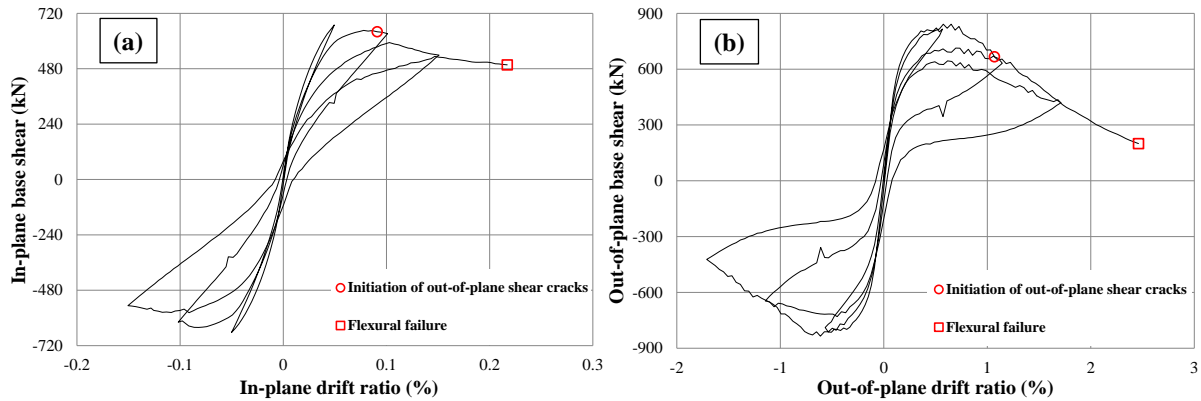 (a)
In-plane base shear (kN)
720
480
240
0
-240
-480
-720
Initiation of out-of-plane shear cracks
Flexural failure
-0.2
-0.1
0
0.1
0.2
0.3
In-plane drift ratio (%)
(b)
Out-of-plane base shear (kN)
900
600
300
0
-300
-600
-900
Initiation of out-of-plane shear cracks
Flexural failure
-2
-1
0
1
2
3
Out-of-plane drift ratio (%)